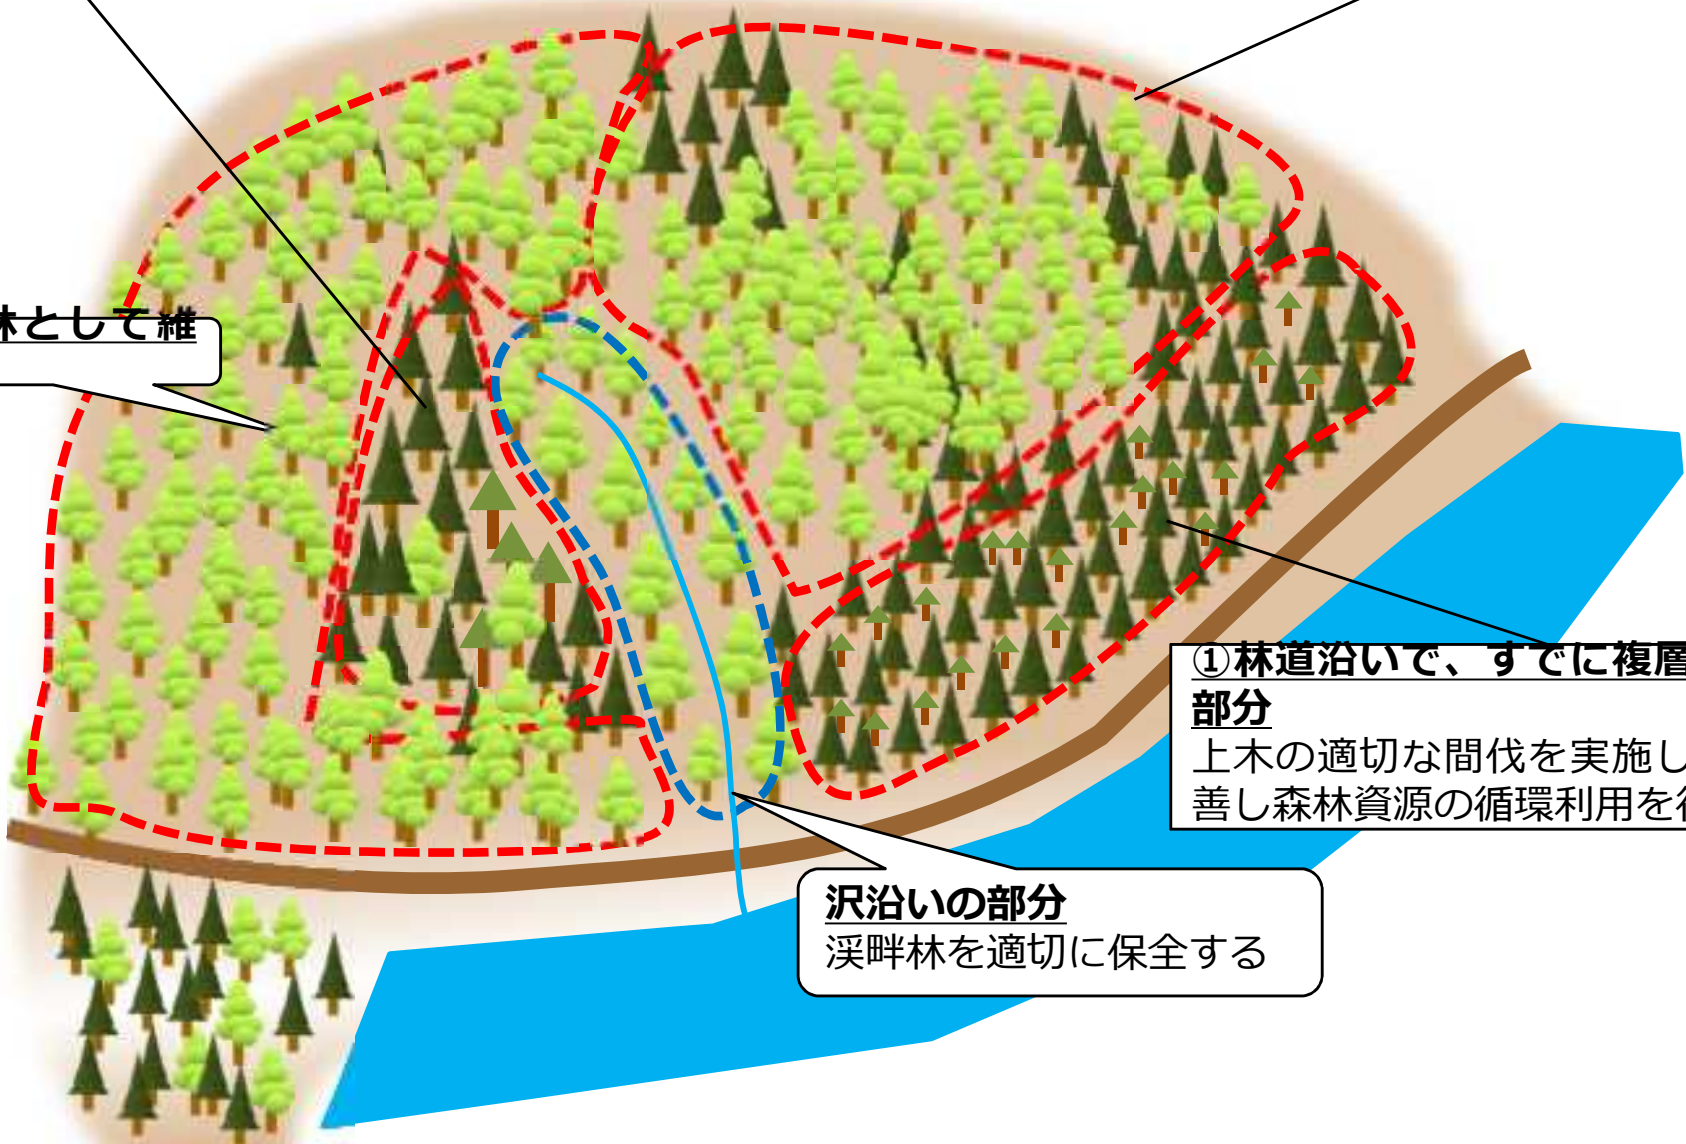 林として維
①林道沿いで、すでに複層
部分
上木の適切な間伐を実施し
善し森林資源の循環利用を
沢沿いの部分
渓畔林を適切に保全する